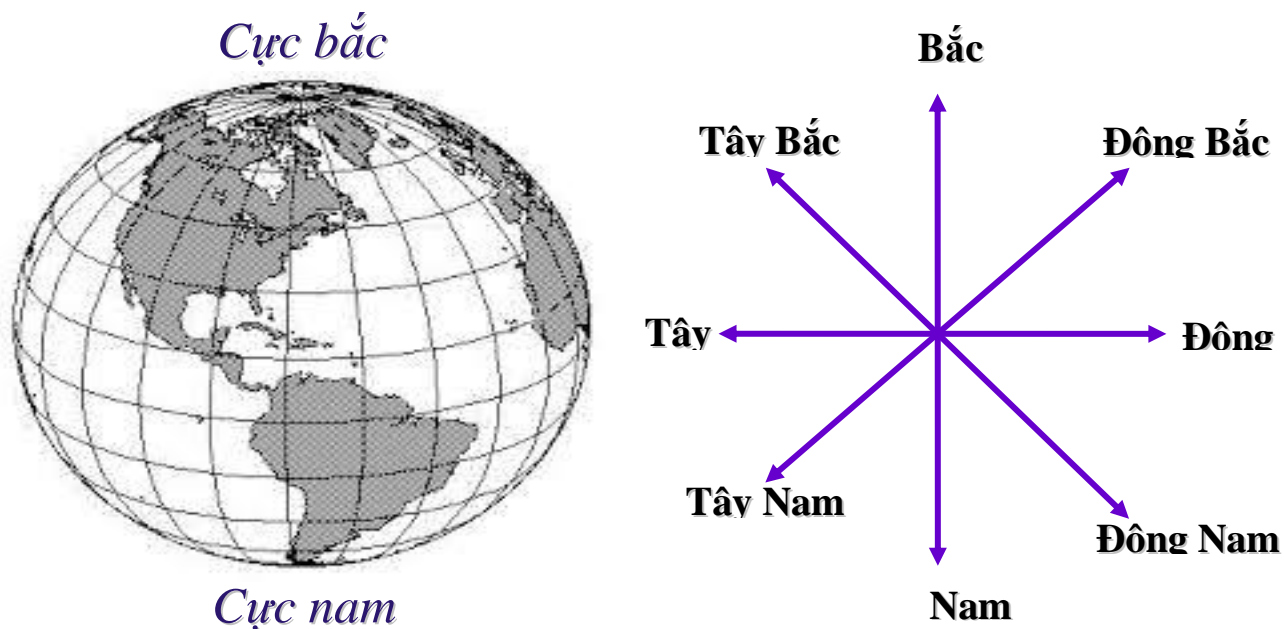 Cực bắc
Cực nam
Bắc
Tây Bắc
Đông Bắc
Tây
Đông
Tây Nam
Đông Nam
Nam